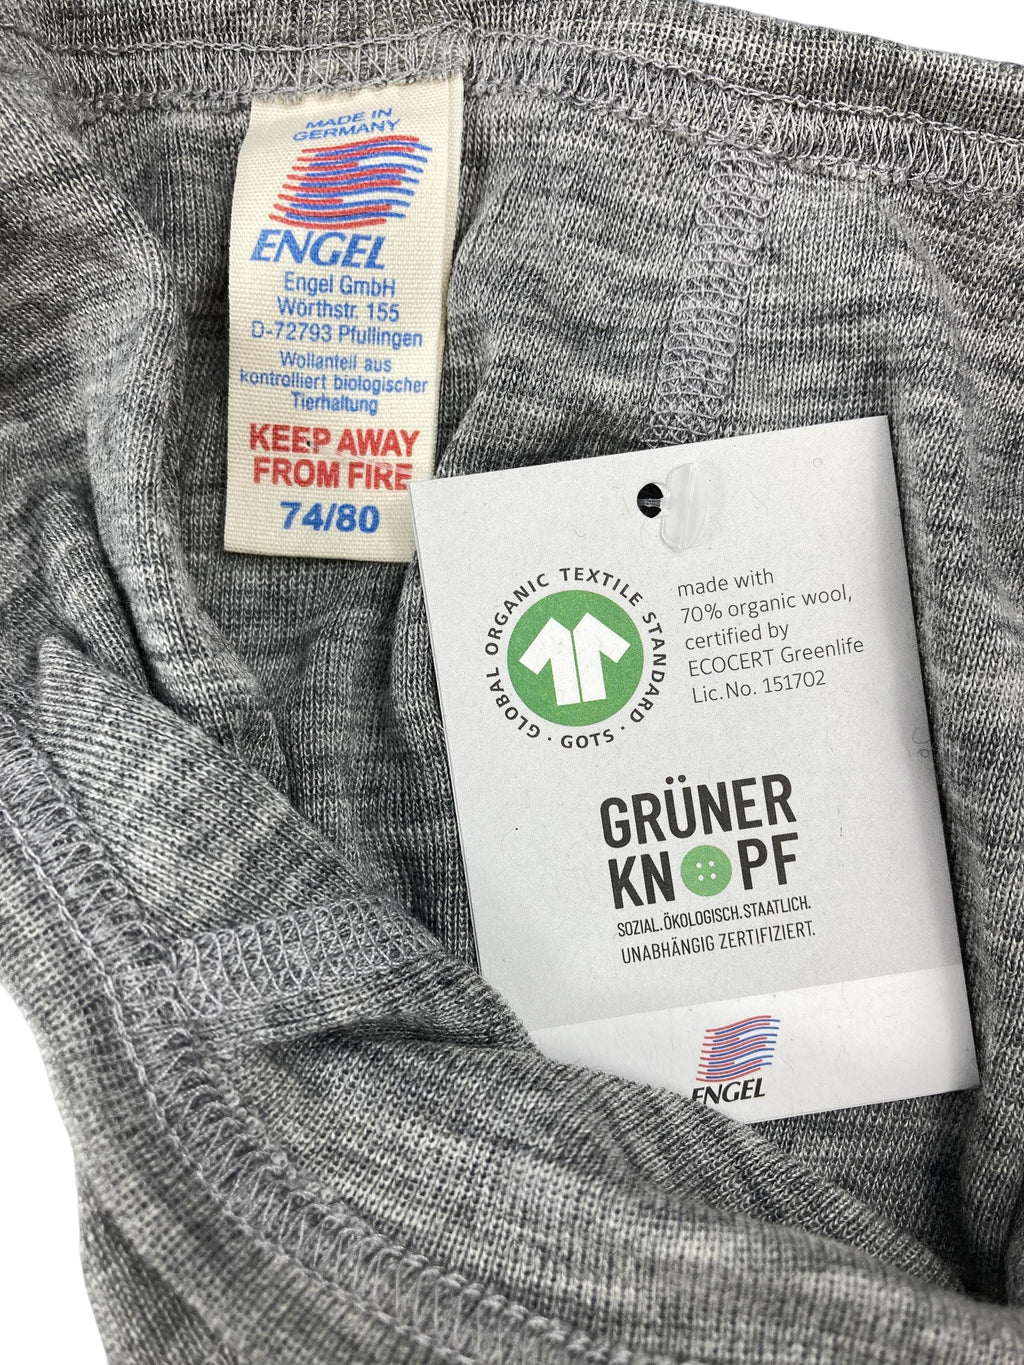 MADE IN
GERMANY
ENGEL
Engel GmbH
Wörthstr. 155
D-72793 Pfullingen
Wollanteil aus
kontrolliert biologischer
Tierhaltung
KEEP AWAY
FROM FIRE
74/80
GLOBAL ORGANIC TEXTILE STANDARD · GOTS ·
made with
70% organic wool,
certified by
ECOCERT Greenlife
Lic.No. 151702
GRÜNER
KNOPF
SOZIAL.ÖKOLOGISCH.STAATLICH.
UNABHÄNGIG ZERTIFIZIERT.
ENGEL